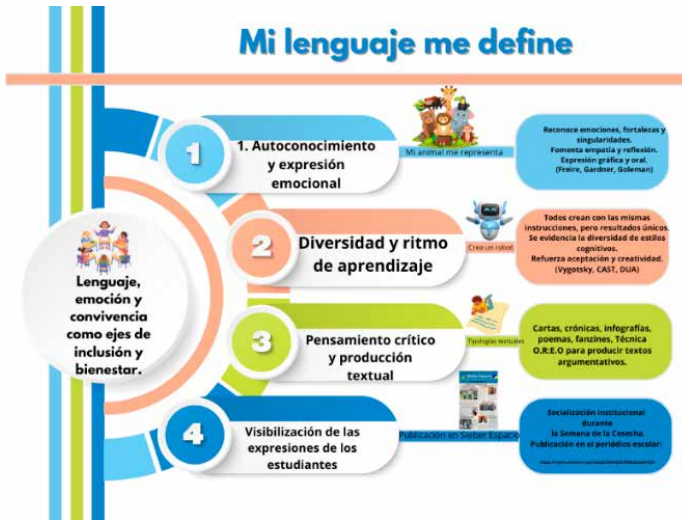 Mi lenguaje me define
Lenguaje,
emoción y
convivencia
como ejes de
inclusión y
bienestar.
1
1. Autoconocimiento
y expresión
emocional
Mi animal me representa
Reconoce emociones, fortalezas y
singularidades.
Fomenta empatía y reflexión.
Expresión gráfica y oral.
(Freire, Gardner, Goleman)
2
Diversidad y ritmo
de aprendizaje
Crea un robot
Todos crean con las mismas
instrucciones, pero resultados únicos.
Se evidencia la diversidad de estilos
cognitivos.
Refuerza aceptación y creatividad.
(Vygotsky, CAST, DUA)
3
Pensamiento crítico
y producción
textual
Tipologías textuales
Cartas, crónicas, infografías,
poemas, fanzines, Técnica
O.R.E.O para producir textos
argumentativos.
4
Visibilización de las
expresiones de los
estudiantes
Publicación en Sieber Espacio
Socialización institucional
durante
la Semana de la Cosecha.
Publicación en el periódico escolar: